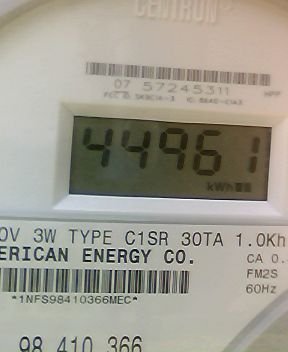 CENTRON
07 57245311
HPP
44961
kWh
0V 3W TYPE C1SR 30TA 1.0Kh
ERICAN ENERGY CO.
CA 0.
FM2S
*1NFS98410366MEC*
60Hz
98 410 366